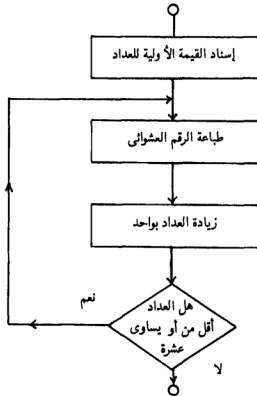 إسناد القيمة الأولية للعداد
طباعة الرقم العشوائى
زيادة العداد بواحد
هل العداد
أقل من أو يساوى
عشرة
نعم
لا